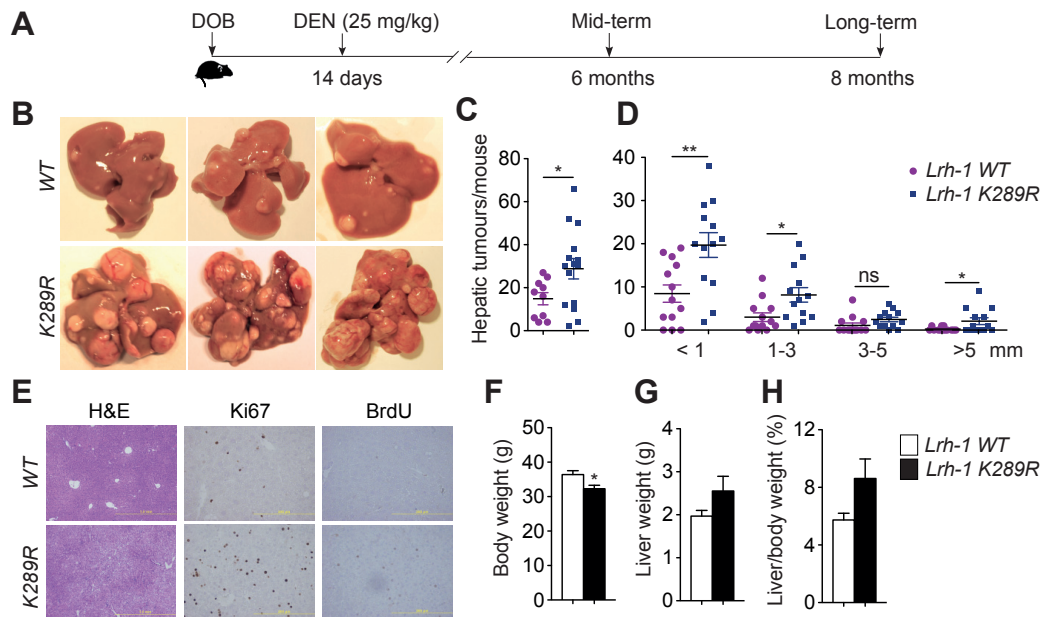 A
DOB
DEN (25 mg/kg)
Mid-term
Long-term
14 days
6 months
8 months
B
WT
K289R
C
Hepatic tumours/mouse
80
60
40
20
0
*
D
40
30
20
10
0
**
*
ns
*
< 1
1-3
3-5
>5 mm
Lrh-1 WT
Lrh-1 K289R
E
H&E
Ki67
BrdU
WT
K289R
F
Body weight (g)
50
40
30
20
10
0
*
G
Liver weight (g)
4
3
2
1
0
H
Liver/body weight (%)
12
9
6
3
0
Lrh-1 WT
Lrh-1 K289R